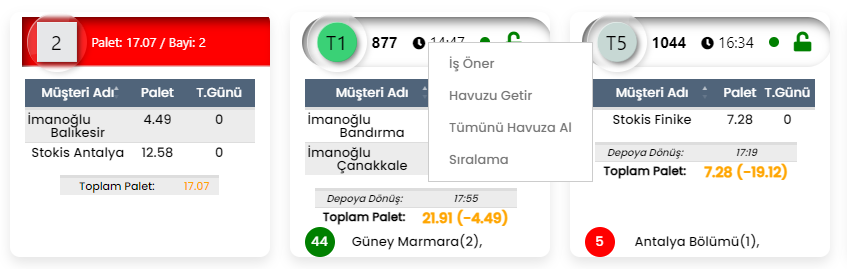 2
Palet: 17.07 / Bayi: 2
Müşteri Adı Palet T.Günü
İmanoğlu Balıkesir 4.49 0
Stokis Antalya 12.58 0
Toplam Palet: 17.07
T1 877 14:47
Müşteri Adı
İmanoğlu Bandırma
İmanoğlu Çanakkale
Depoya Dönüş: 17:55
Toplam Palet: 21.91 (-4.49)
44 Güney Marmara(2),
İş Öner
Havuzu Getir
Tümünü Havuza Al
Sıralama
T5 1044 16:34
Müşteri Adı Palet T.Günü
Stokis Finike 7.28 0
Depoya Dönüş: 17:19
Toplam Palet: 7.28 (-19.12)
5 Antalya Bölümü(1),